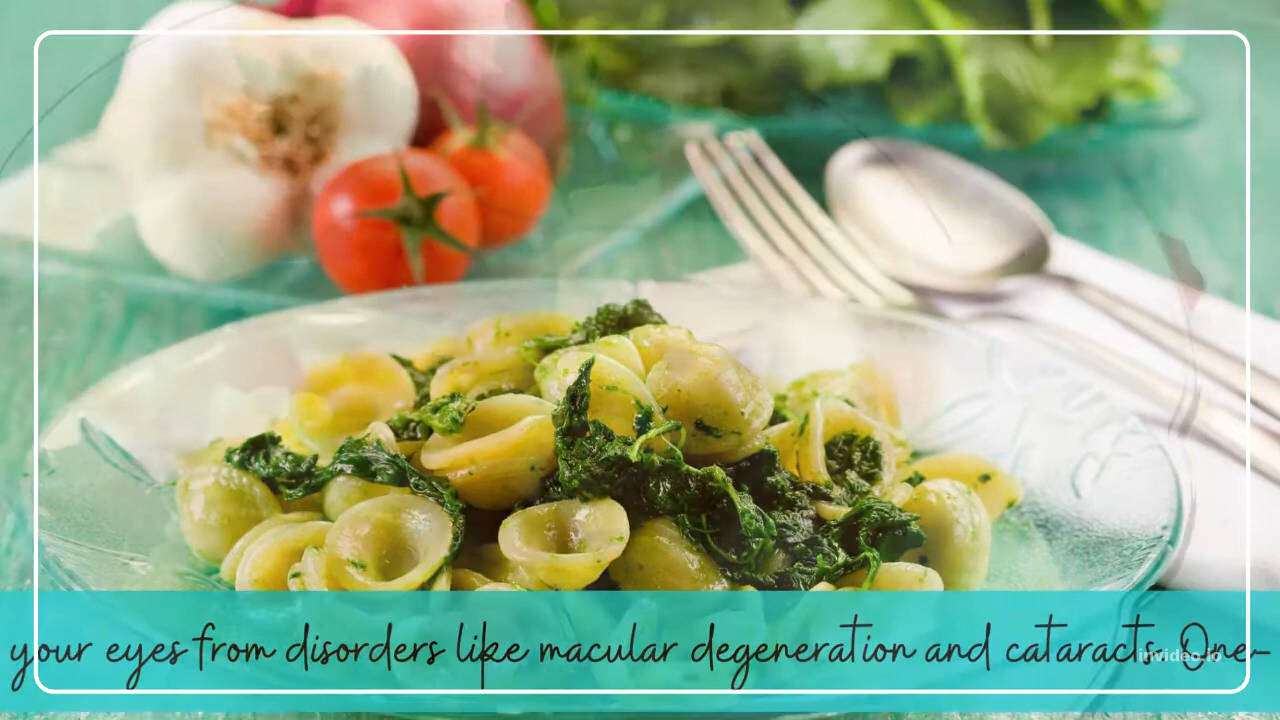 your eyes from disorders like macular degeneration and cataracts. One-
invideo.io